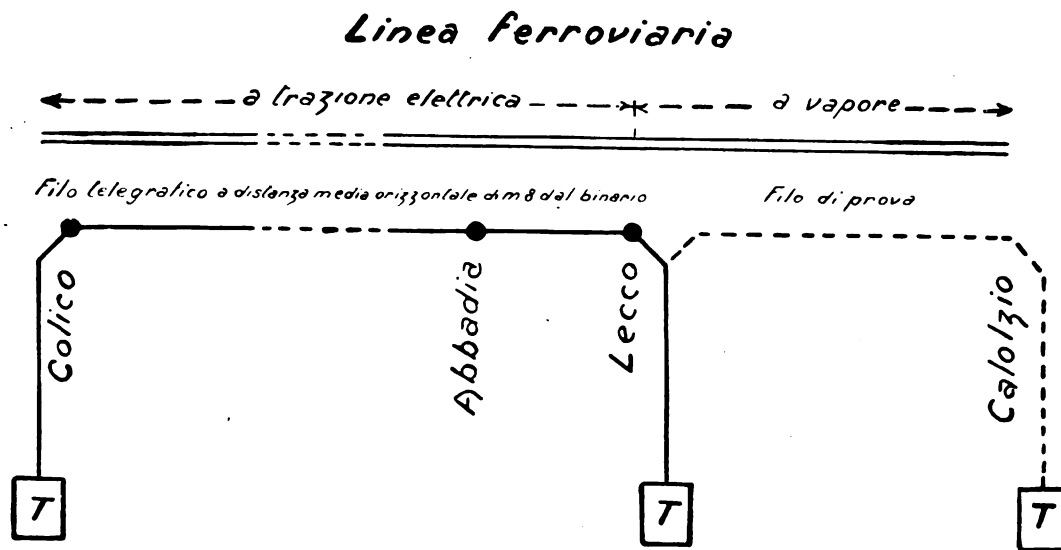 Linea ferroviaria
a trazione elettrica a vapore
Filo telegrafico a distanza media orizzontale di m 8 dal binario
Filo di prova
Colico
Abbadia
Lecco
Calolzio
T
T
T